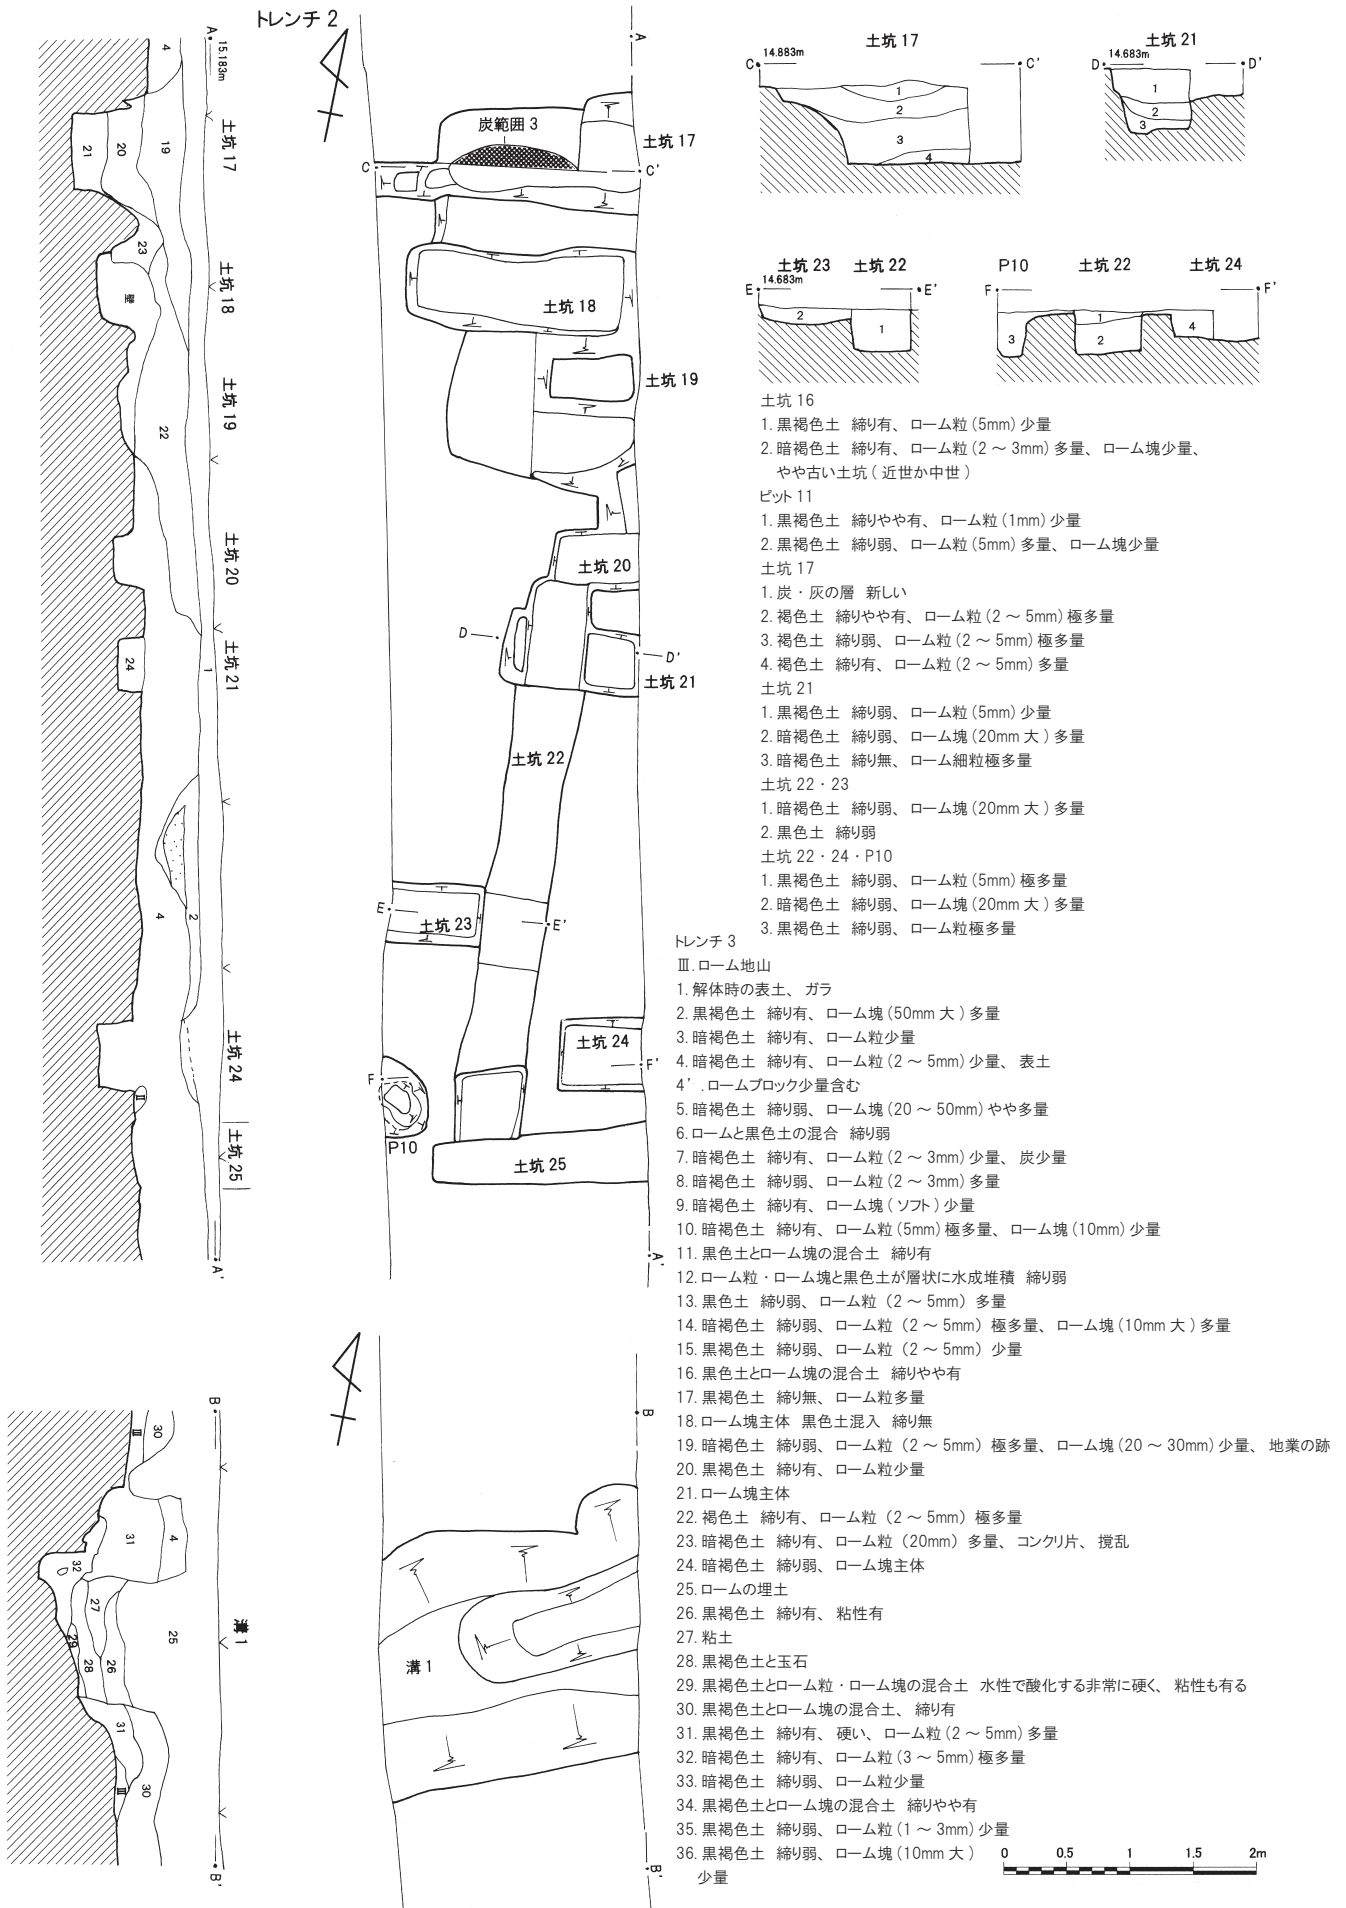 トレンチ 2
A
15.183m
土坑 17
土坑 18
土坑 19
土坑 20
土坑 21
土坑 24
土坑 25
A'
4
19
20
21
23
壁
22
24
1
2
4
Ⅲ
A
炭範囲 3
土坑 17
C
C'
土坑 18
土坑 19
土坑 20
D
D'
土坑 21
土坑 22
E
土坑 23
E'
土坑 24
F
F'
P10
土坑 25
A'
土坑 17
14.883m
C
C'
1
2
3
4
土坑 21
14.683m
D
D'
1
2
3
土坑 23
土坑 22
14.683m
E
E'
2
1
P10
土坑 22
土坑 24
F
F'
3
1
2
4
土坑 16
1. 黒褐色土 締り有、ローム粒(5mm)少量
2. 暗褐色土 締り有、ローム粒(2 ～ 3mm)多量、ローム塊少量、
やや古い土坑 ( 近世か中世 )
ピット 11
1. 黒褐色土 締りやや有、ローム粒(1mm)少量
2. 黒褐色土 締り弱、ローム粒(5mm)多量、ローム塊少量
土坑 17
1. 炭・灰の層 新しい
2. 褐色土 締りやや有、ローム粒(2 ～ 5mm)極多量
3. 褐色土 締り弱、ローム粒(2 ～ 5mm)極多量
4. 褐色土 締り有、ローム粒(2 ～ 5mm)多量
土坑 21
1. 黒褐色土 締り弱、ローム粒(5mm)少量
2. 暗褐色土 締り弱、ローム塊(20mm 大 )多量
3. 暗褐色土 締り無、ローム細粒極多量
土坑 22・23
1. 暗褐色土 締り弱、ローム塊(20mm 大 )多量
2. 黒色土 締り弱
土坑 22・24・P10
1. 黒褐色土 締り弱、ローム粒(5mm)極多量
2. 暗褐色土 締り弱、ローム塊(20mm 大 )多量
3. 黒褐色土 締り弱、ローム粒極多量
トレンチ 3
Ⅲ.ローム地山
1. 解体時の表土、ガラ
2. 黒褐色土 締り有、ローム塊(50mm 大 )多量
3. 暗褐色土 締り有、ローム粒少量
4. 暗褐色土 締り有、ローム粒(2 ～ 5mm)少量、表土
4' .ロームブロック少量含む
5. 暗褐色土 締り弱、ローム塊(20 ～ 50mm)やや多量
6.ロームと黒色土の混合 締り弱
7. 暗褐色土 締り有、ローム粒(2 ～ 3mm)少量、炭少量
8. 暗褐色土 締り弱、ローム粒(2 ～ 3mm)多量
9. 暗褐色土 締り有、ローム塊(ソフト)少量
10. 暗褐色土 締り有、ローム粒(5mm)極多量、ローム塊(10mm)少量
11. 黒色土とローム塊の混合土 締り有
12.ローム粒・ローム塊と黒色土が層状に水成堆積 締り弱
13. 黒色土 締り弱、ローム粒（2 ～ 5mm）多量
14. 暗褐色土 締り弱、ローム粒（2 ～ 5mm）極多量、ローム塊(10mm 大 )多量
15. 黒褐色土 締り弱、ローム粒（2 ～ 5mm）少量
16. 黒色土とローム塊の混合土 締りやや有
17. 黒褐色土 締り無、ローム粒多量
18.ローム塊主体 黒色土混入 締り無
19. 暗褐色土 締り弱、ローム粒（2 ～ 5mm）極多量、ローム塊(20 ～ 30mm)少量、地業の跡
20. 黒褐色土 締り有、ローム粒少量
21.ローム塊主体
22. 褐色土 締り有、ローム粒（2 ～ 5mm）極多量
23. 暗褐色土 締り有、ローム粒（20mm）多量、コンクリ片、撹乱
24. 暗褐色土 締り弱、ローム塊主体
25.ロームの埋土
26. 黒褐色土 締り有、粘性有
27. 粘土
28. 黒褐色土と玉石
29. 黒褐色土とローム粒・ローム塊の混合土 水性で酸化する非常に硬く、粘性も有る
30. 黒褐色土とローム塊の混合土、締り有
31. 黒褐色土 締り有、硬い、ローム粒(2 ～ 5mm)多量
32. 暗褐色土 締り有、ローム粒(3 ～ 5mm)極多量
33. 暗褐色土 締り弱、ローム粒少量
34. 黒褐色土とローム塊の混合土 締りやや有
35. 黒褐色土 締り弱、ローム粒(1 ～ 3mm)少量
36. 黒褐色土 締り弱、ローム塊(10mm 大 )
少量
B
溝 1
B'
Ⅲ
30
4
31
32
27
25
29
28
26
31
Ⅲ
30
B
溝 1
B'
0
0.5
1
1.5
2m